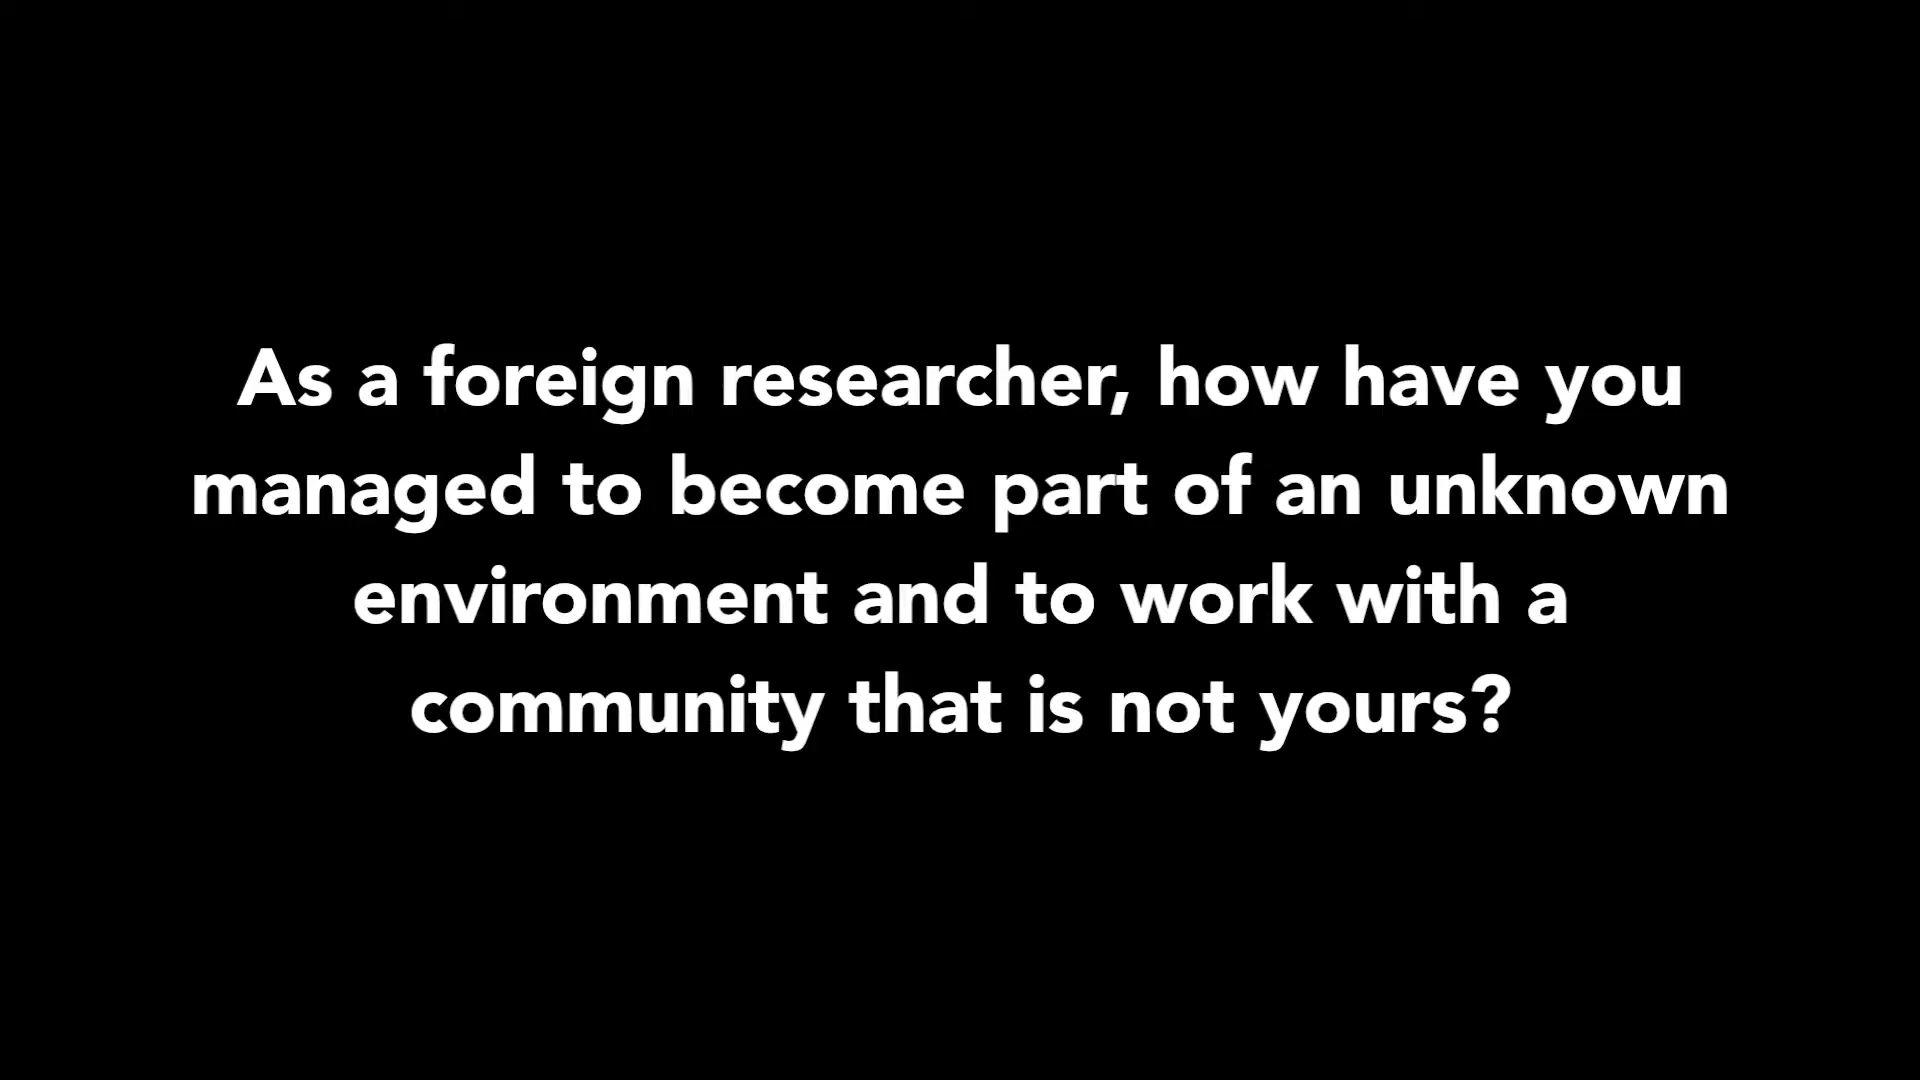 As a foreign researcher, how have you
managed to become part of an unknown
environment and to work with a
community that is not yours?